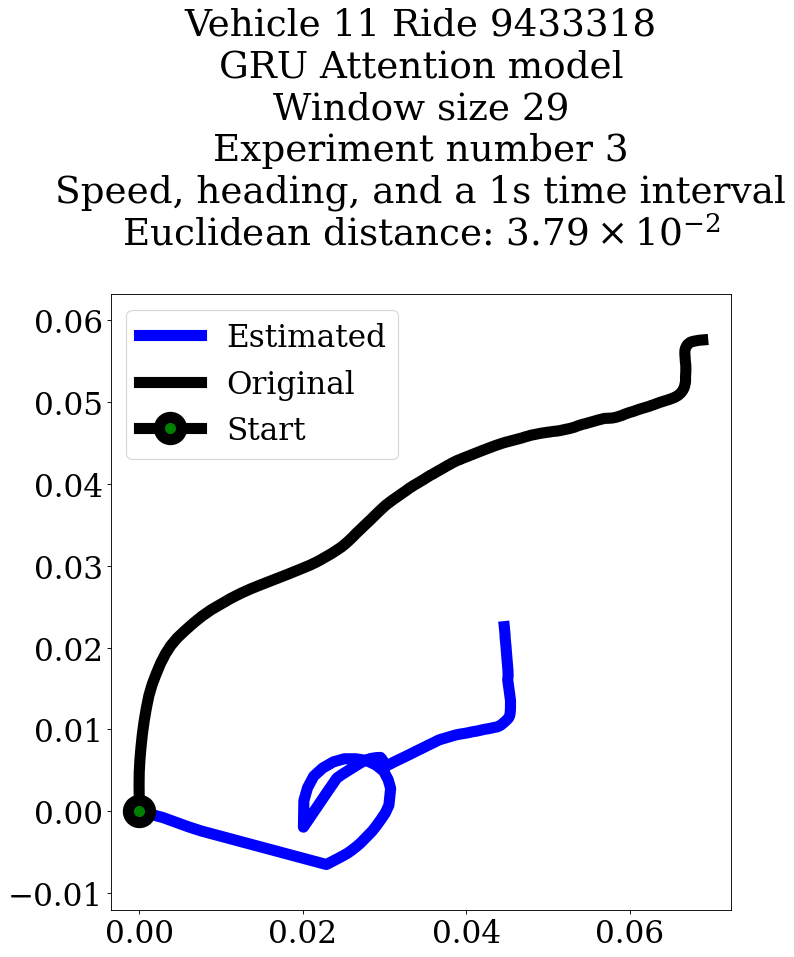 Vehicle 11 Ride 9433318
GRU Attention model
Window size 29
Experiment number 3
Speed, heading, and a 1s time interval
Euclidean distance: 3.79 × 10⁻²
Estimated
Original
Start
0.06
0.05
0.04
0.03
0.02
0.01
0.00
−0.01
0.00 0.02 0.04 0.06